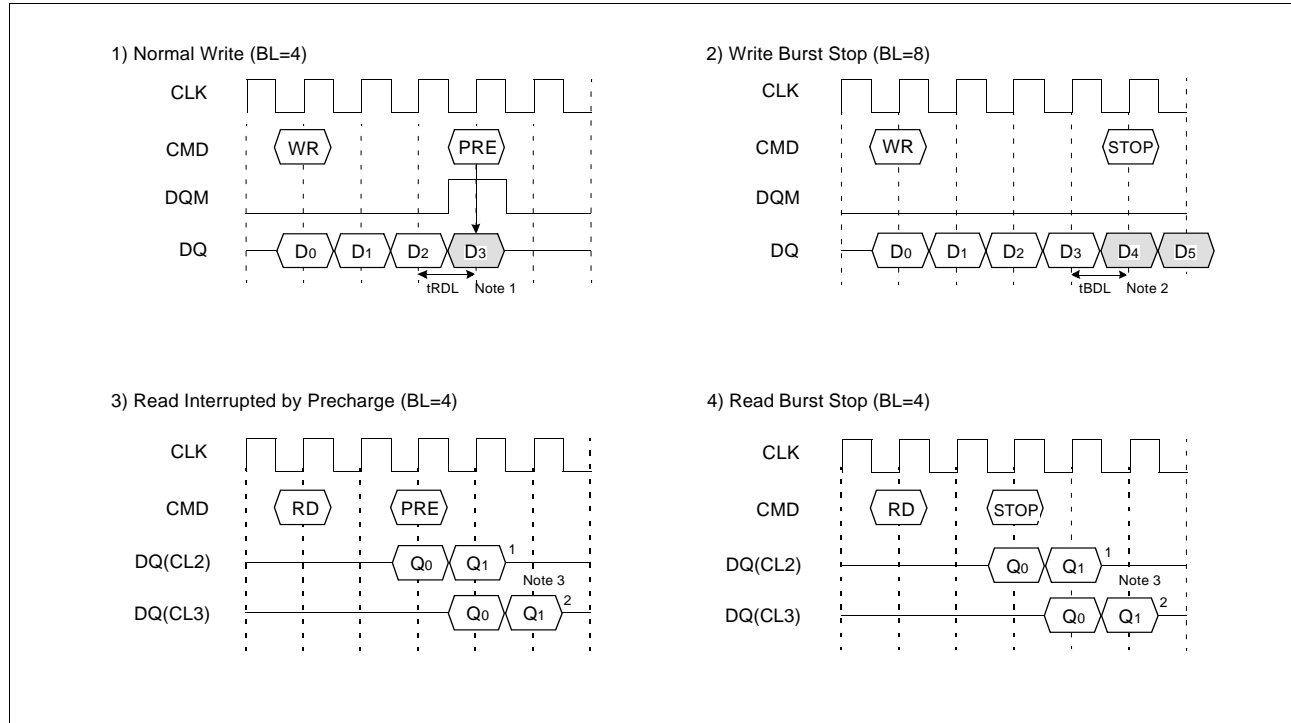 1) Normal Write (BL=4)
CLK
CMD
WR
PRE
DQM
DQ
D0
D1
D2
D3
tRDL
Note 1
2) Write Burst Stop (BL=8)
CLK
CMD
WR
STOP
DQM
DQ
D0
D1
D2
D3
D4
D5
tBDL
Note 2
3) Read Interrupted by Precharge (BL=4)
CLK
CMD
RD
PRE
DQ(CL2)
Q0
Q1
1
Note 3
DQ(CL3)
Q0
Q1
2
4) Read Burst Stop (BL=4)
CLK
CMD
RD
STOP
DQ(CL2)
Q0
Q1
1
Note 3
DQ(CL3)
Q0
Q1
2